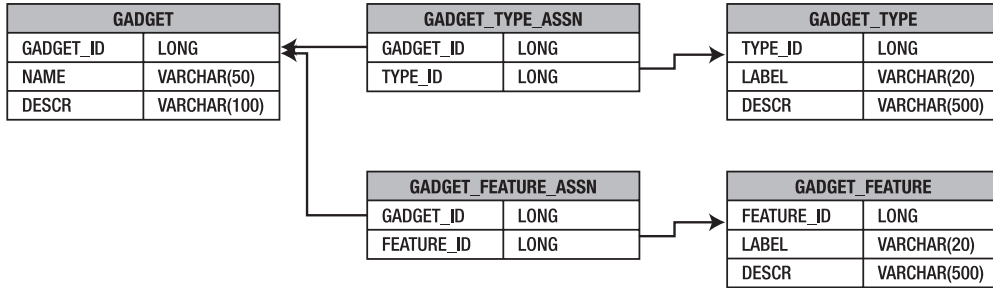 GADGET
GADGET_ID LONG
NAME VARCHAR(50)
DESCR VARCHAR(100)
GADGET_TYPE_ASSN
GADGET_ID LONG
TYPE_ID LONG
GADGET_TYPE
TYPE_ID LONG
LABEL VARCHAR(20)
DESCR VARCHAR(500)
GADGET_FEATURE_ASSN
GADGET_ID LONG
FEATURE_ID LONG
GADGET_FEATURE
FEATURE_ID LONG
LABEL VARCHAR(20)
DESCR VARCHAR(500)